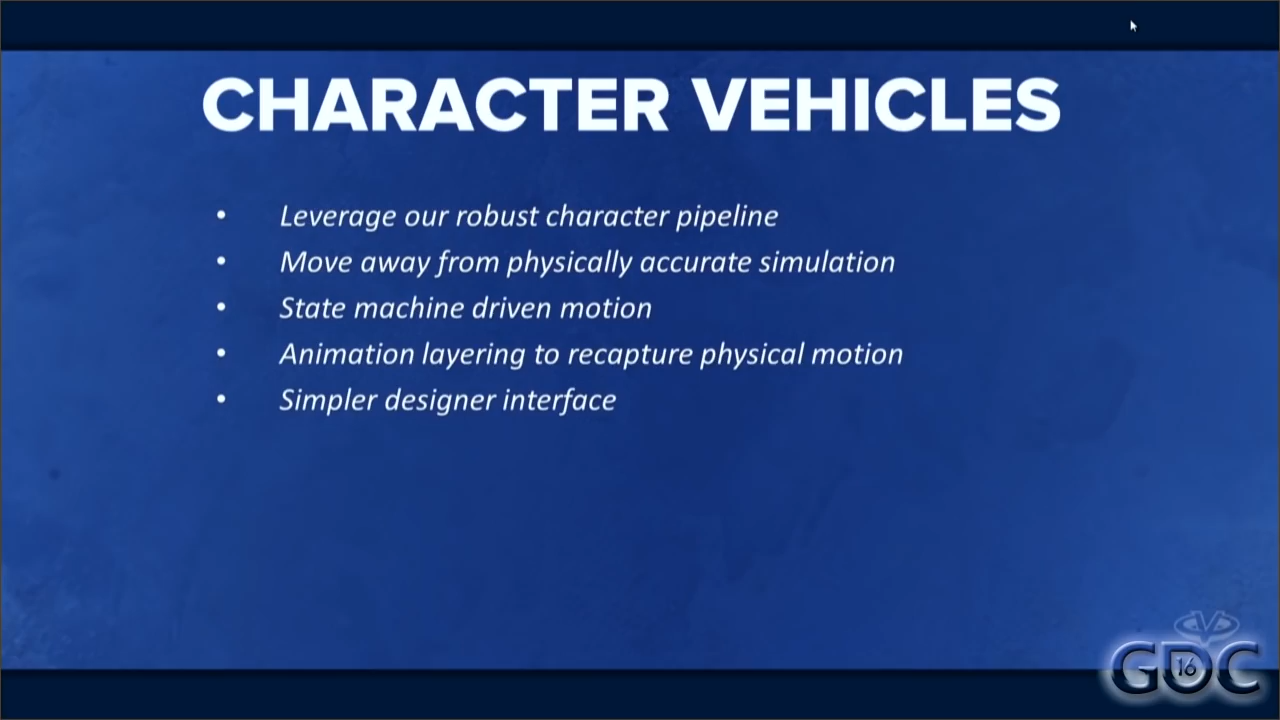 CHARACTER VEHICLES
• Leverage our robust character pipeline
• Move away from physically accurate simulation
• State machine driven motion
• Animation layering to recapture physical motion
• Simpler designer interface
GDC
16